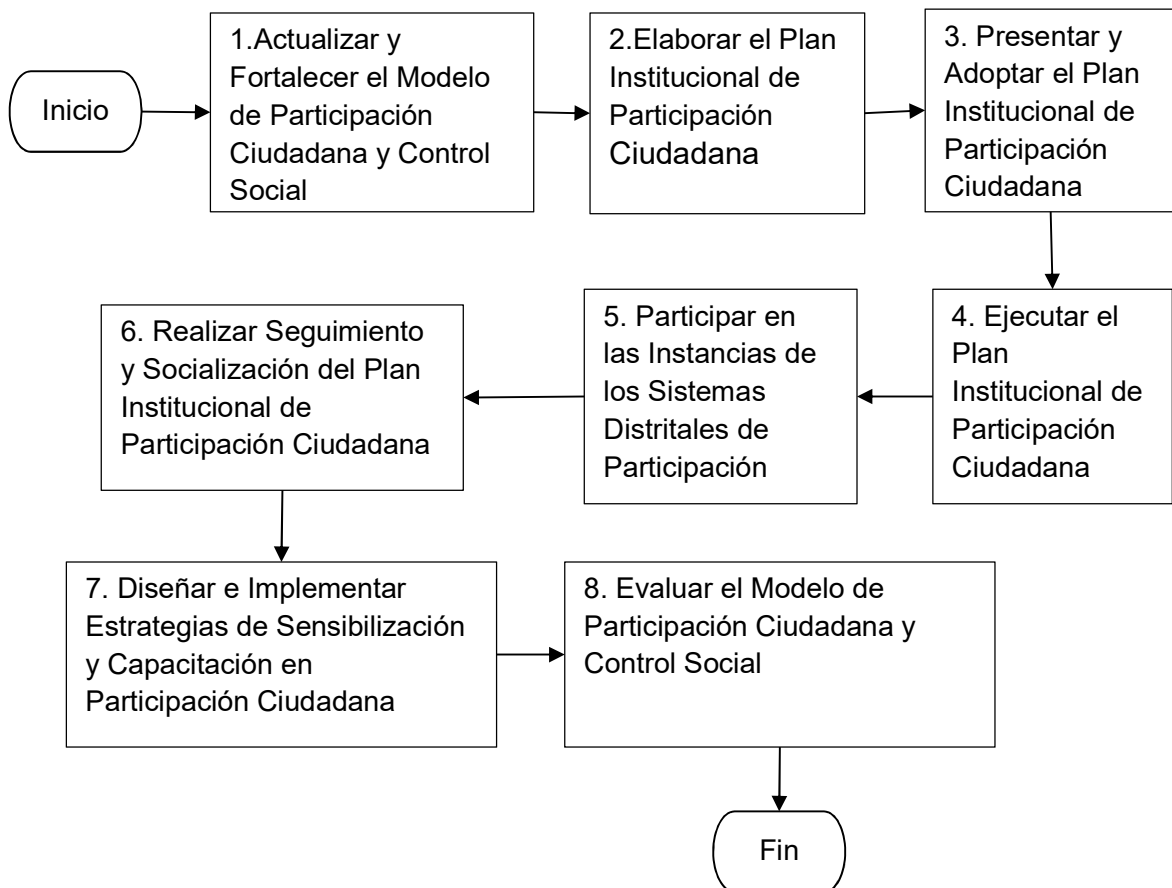 Inicio
1.Actualizar y
Fortalecer el Modelo
de Participación
Ciudadana y Control
Social
2.Elaborar el Plan
Institucional de
Participación
Ciudadana
3. Presentar y
Adoptar el Plan
Institucional de
Participación
Ciudadana
4. Ejecutar el
Plan
Institucional de
Participación
Ciudadana
5. Participar en
las Instancias de
los Sistemas
Distritales de
Participación
6. Realizar Seguimiento
y Socialización del Plan
Institucional de
Participación Ciudadana
7. Diseñar e Implementar
Estrategias de Sensibilización
y Capacitación en
Participación Ciudadana
8. Evaluar el Modelo de
Participación Ciudadana y
Control Social
Fin